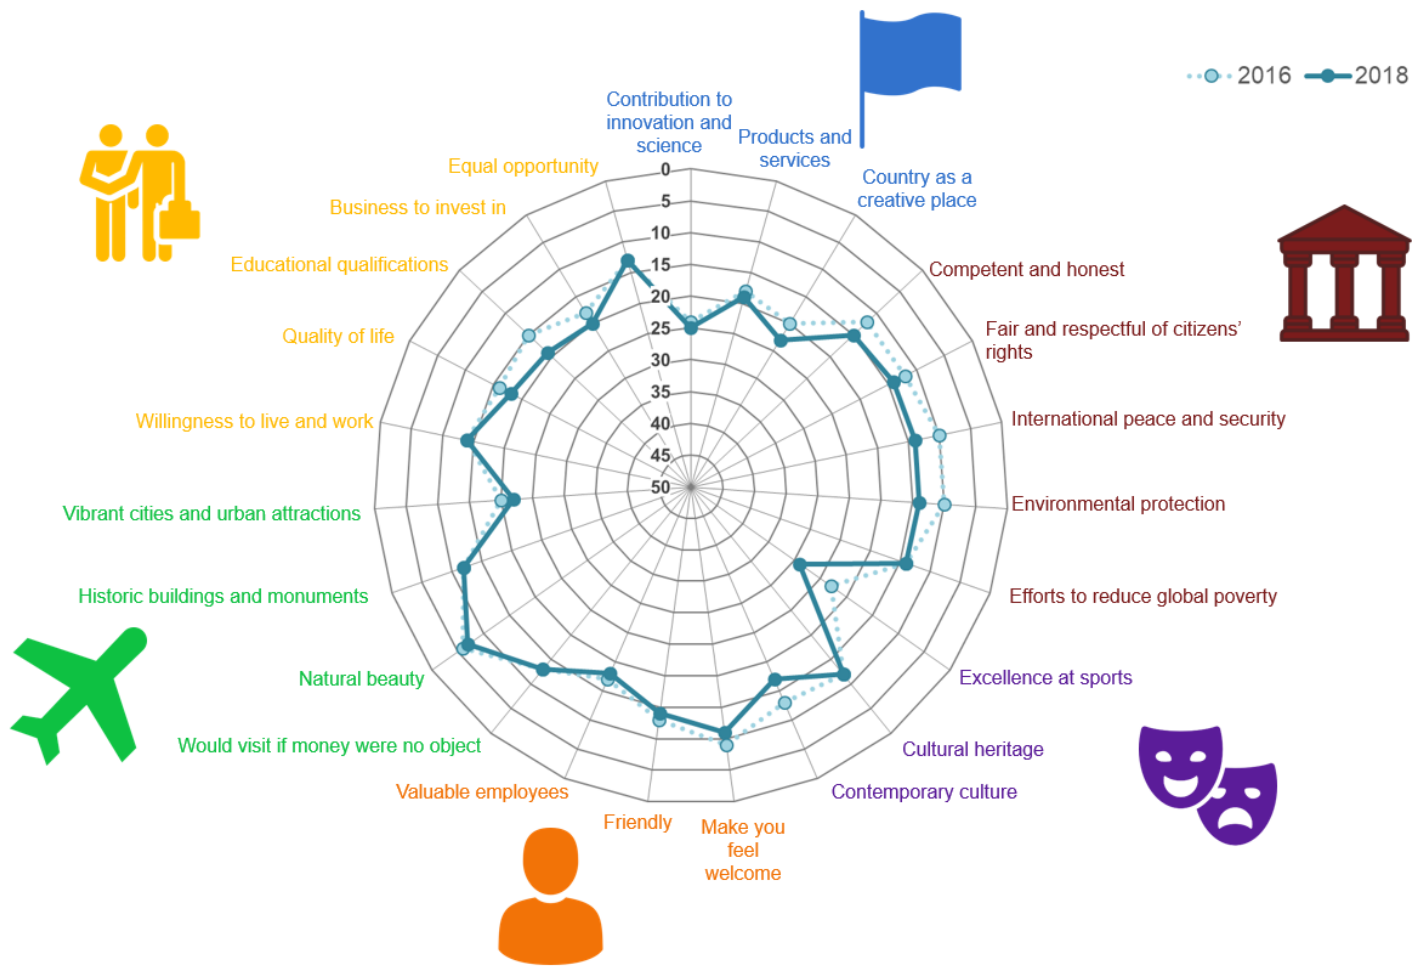 2016
2018
Contribution to
innovation and
science
Products and
services
Country as a
creative place
Competent and honest
Fair and respectful of citizens’
rights
International peace and security
Environmental protection
Efforts to reduce global poverty
Excellence at sports
Cultural heritage
Contemporary culture
Make you
feel
welcome
Friendly
Valuable employees
Would visit if money were no object
Natural beauty
Historic buildings and monuments
Vibrant cities and urban attractions
Willingness to live and work
Quality of life
Educational qualifications
Business to invest in
Equal opportunity
0
5
10
15
20
25
30
35
40
45
50